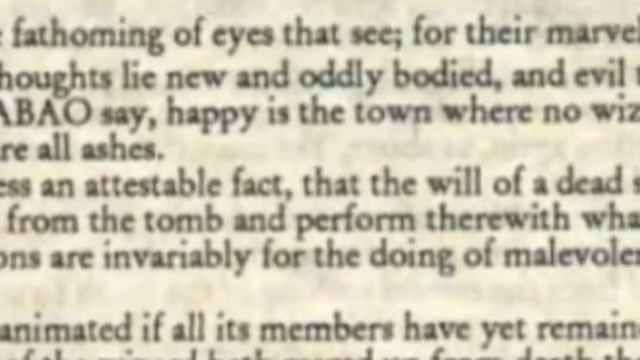 fathoming of eyes that see; for their marvel
houghts lie new and oddly bodied, and evil
ABAO say, happy is the town where no wiz
re all ashes.
ess an attestable fact, that the will of a dead s
from the tomb and perform therewith wha
ons are invariably for the doing of malevolen
animated if all its members have yet remain